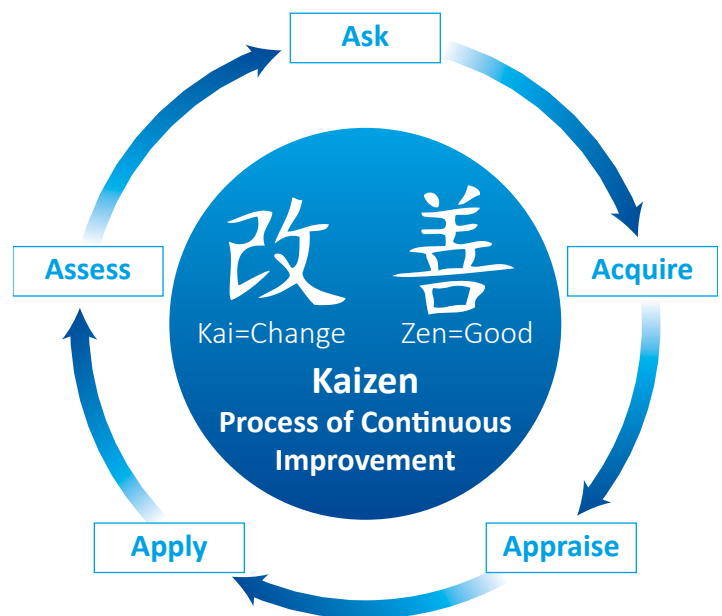 Ask
Assess
Acquire
改 善
Kai=Change Zen=Good
Kaizen
Process of Continuous
Improvement
Apply
Appraise